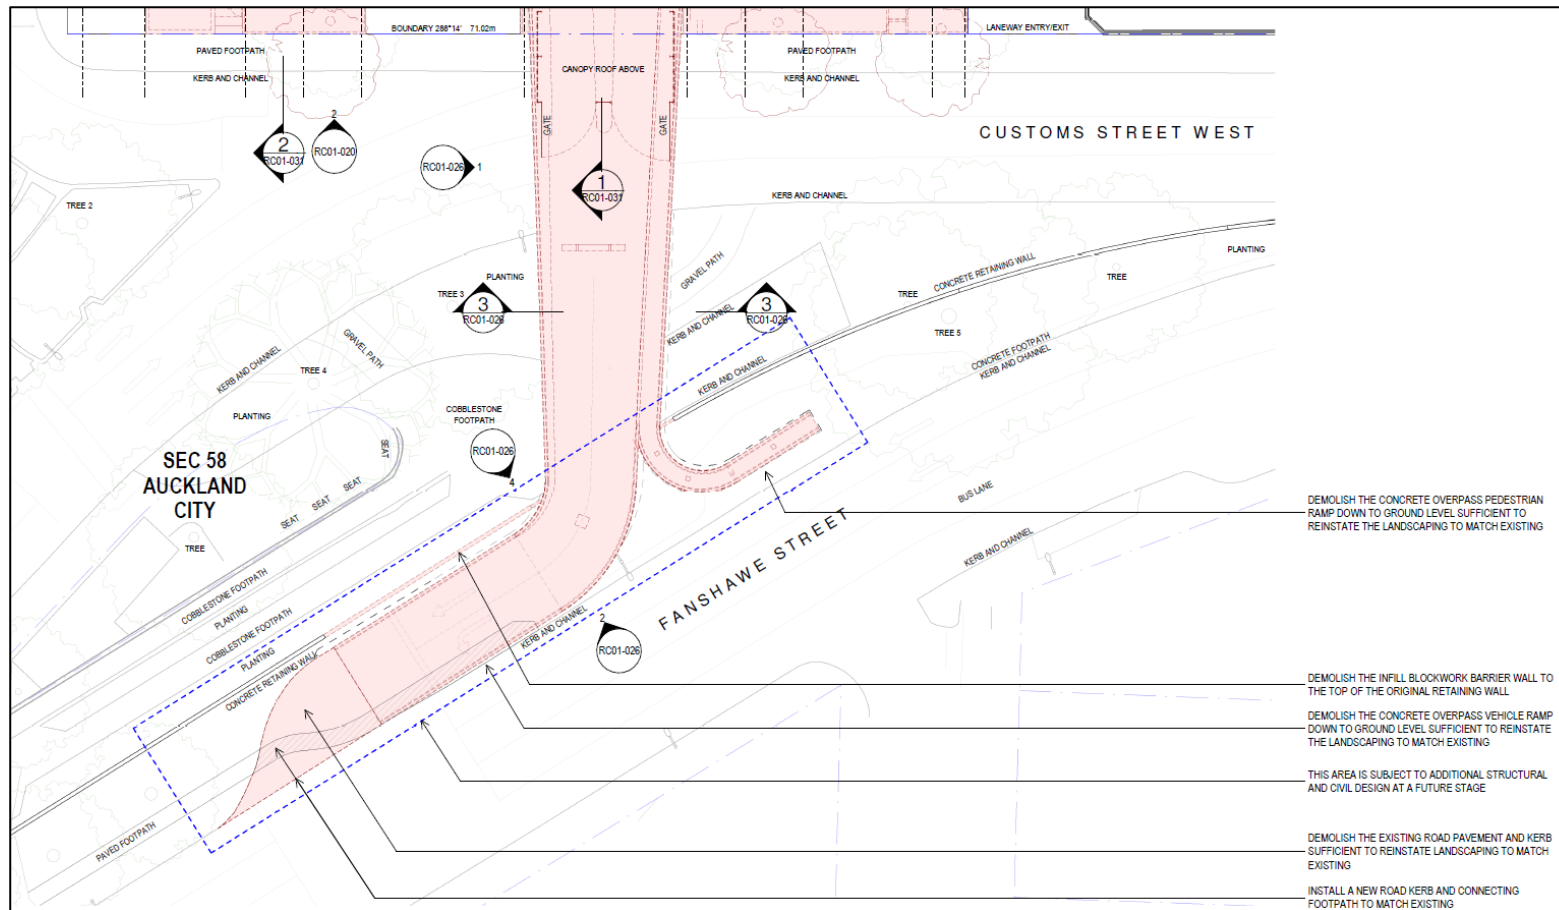 BOUNDARY 288°14' 71.02m
LANEWAY ENTRY/EXIT
PAVED FOOTPATH
PAVED FOOTPATH
CANOPY ROOF ABOVE
KERB AND CHANNEL
KERB AND CHANNEL
GATE
GATE
CUSTOMS STREET WEST
2
RC01-031
2
RC01-020
RC01-026
1
1
RC01-031
KERB AND CHANNEL
TREE 2
PLANTING
GRAVEL PATH
CONCRETE RETAINING WALL
PLANTING
TREE
TREE 3
3
RC01-026
3
RC01-026
TREE
KERB AND CHANNEL
TREE 5
GRAVEL PATH
KERB AND CHANNEL
CONCRETE FOOTPATH
KERB AND CHANNEL
KERB AND CHANNEL
TREE 4
PLANTING
COBBLESTONE
FOOTPATH
SEAT
RC01-026
4
SEC 58
AUCKLAND
CITY
SEAT
SEAT
SEAT
TREE
BUS LANE
KERB AND CHANNEL
FANSHAWE STREET
COBBLESTONE FOOTPATH
PLANTING
COBBLESTONE FOOTPATH
PLANTING
CONCRETE RETAINING WALL
KERB AND CHANNEL
2
RC01-026
PAVED FOOTPATH
DEMOLISH THE CONCRETE OVERPASS PEDESTRIAN
RAMP DOWN TO GROUND LEVEL SUFFICIENT TO
REINSTATE THE LANDSCAPING TO MATCH EXISTING
DEMOLISH THE INFILL BLOCKWORK BARRIER WALL TO
THE TOP OF THE ORIGINAL RETAINING WALL
DEMOLISH THE CONCRETE OVERPASS VEHICLE RAMP
DOWN TO GROUND LEVEL SUFFICIENT TO REINSTATE
THE LANDSCAPING TO MATCH EXISTING
THIS AREA IS SUBJECT TO ADDITIONAL STRUCTURAL
AND CIVIL DESIGN AT A FUTURE STAGE
DEMOLISH THE EXISTING ROAD PAVEMENT AND KERB
SUFFICIENT TO REINSTATE LANDSCAPING TO MATCH
EXISTING
INSTALL A NEW ROAD KERB AND CONNECTING
FOOTPATH TO MATCH EXISTING